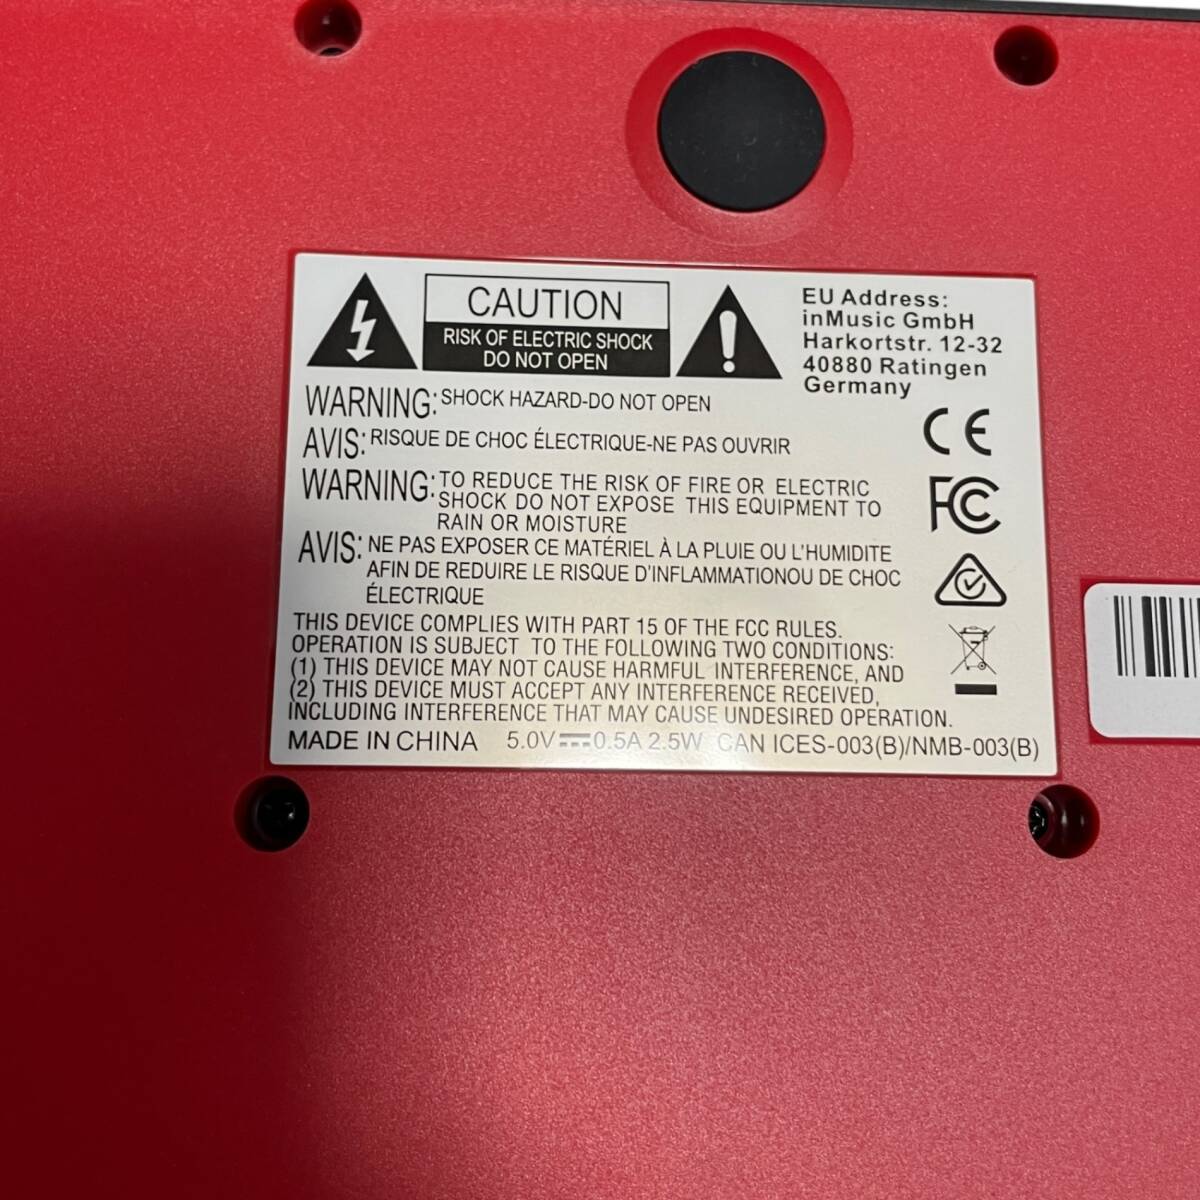 CAUTION
RISK OF ELECTRIC SHOCK
DO NOT OPEN
EU Address:
inMusic GmbH
Harkortstr. 12-32
40880 Ratingen
Germany
WARNING: SHOCK HAZARD-DO NOT OPEN
AVIS: RISQUE DE CHOC ÉLECTRIQUE-NE PAS OUVRIR
WARNING: TO REDUCE THE RISK OF FIRE OR ELECTRIC
SHOCK DO NOT EXPOSE THIS EQUIPMENT TO
RAIN OR MOISTURE
AVIS: NE PAS EXPOSER CE MATÉRIEL À LA PLUIE OU L'HUMIDITE
AFIN DE REDUIRE LE RISQUE D'INFLAMMATIONOU DE CHOC
ÉLECTRIQUE
CE
FC
THIS DEVICE COMPLIES WITH PART 15 OF THE FCC RULES.
OPERATION IS SUBJECT TO THE FOLLOWING TWO CONDITIONS:
(1) THIS DEVICE MAY NOT CAUSE HARMFUL INTERFERENCE, AND
(2) THIS DEVICE MUST ACCEPT ANY INTERFERENCE RECEIVED,
INCLUDING INTERFERENCE THAT MAY CAUSE UNDESIRED OPERATION.
MADE IN CHINA 5.0V⎓0.5A 2.5W CAN ICES-003(B)/NMB-003(B)